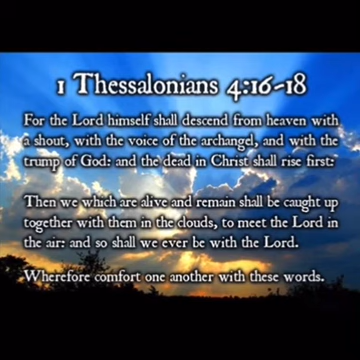 1 Thessalonians 4:16-18
For the Lord himself shall descend from heaven with
a shout, with the voice of the archangel, and with the
trump of God: and the dead in Christ shall rise first:
Then we which are alive and remain shall be caught up
together with them in the clouds, to meet the Lord in
the air: and so shall we ever be with the Lord.
Wherefore comfort one another with these words.